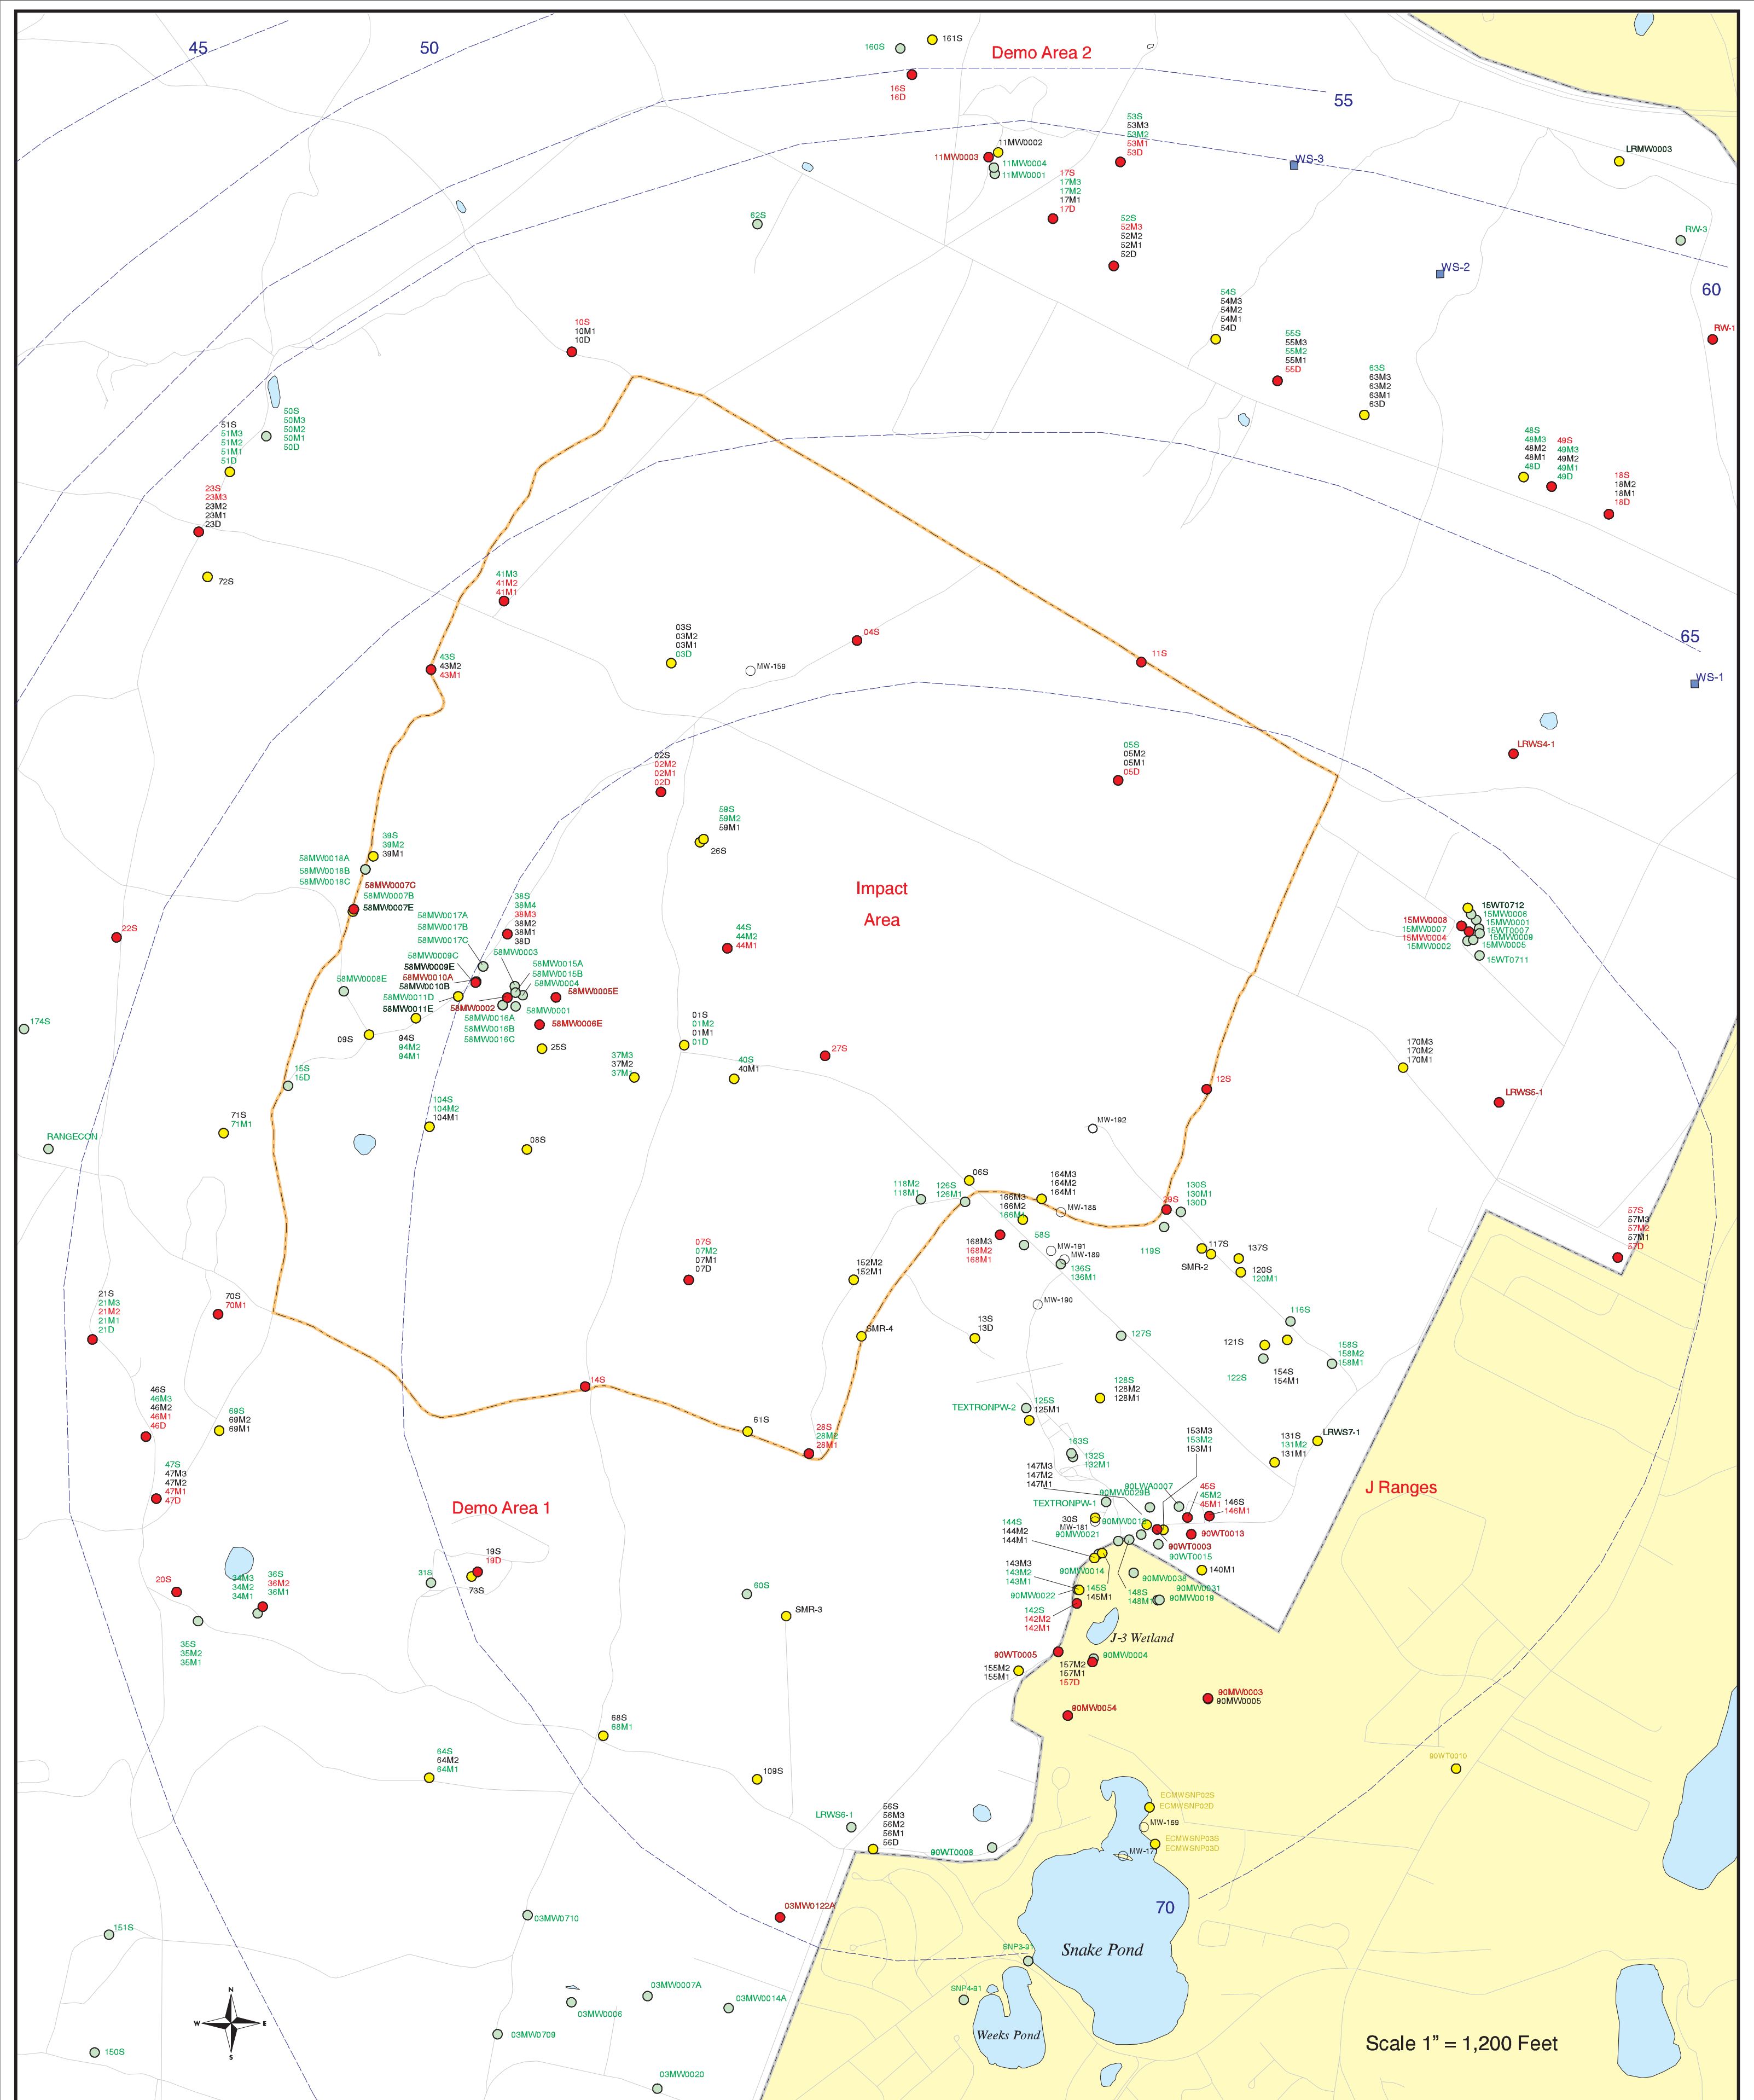 45
50
160S
161S
Demo Area 2
16S
16D
55
53S
53M3
53M2
53M1
53D
11MW0002
11MW0003
11MW0004
11MW0001
WS-3
LRMW0003
17S
17M3
17M2
17M1
17D
62S
52S
52M3
52M2
52M1
52D
RW-3
WS-2
60
54S
54M3
54M2
54M1
54D
10S
10M1
10D
55S
55M3
55M2
55M1
55D
RW-1
63S
63M3
63M2
63M1
63D
50S
50M3
50M2
50M1
50D
51S
51M3
51M2
51M1
51D
48S
48M3
48M2
48M1
48D
49S
49M3
49M2
49M1
49D
18S
18M2
18M1
18D
23S
23M3
23M2
23M1
23D
72S
41M3
41M2
41M1
03S
03M2
03M1
03D
04S
MW-159
11S
65
43S
43M2
43M1
WS-1
02S
02M2
02M1
02D
05S
05M2
05M1
05D
LRWS4-1
59S
59M2
59M1
26S
39S
39M2
39M1
58MW0018A
58MW0018B
58MW0018C
58MW0007C
58MW0007B
58MW0007E
Impact
Area
38S
38M4
38M3
38M2
38M1
38D
58MW0017A
58MW0017B
58MW0017C
15WT0712
15MW0006
15MW0001
15WT0007
15MW0009
15MW0005
15WT0711
15MW0008
15MW0007
15MW0004
15MW0002
22S
44S
44M2
44M1
58MW0003
58MW0009C
58MW0009E
58MW0010A
58MW0010B
58MW0011D
58MW0011E
58MW0015A
58MW0015B
58MW0004
58MW0005E
58MW0008E
58MW0002
58MW0001
58MW0016A
58MW0016B
58MW0016C
58MW0006E
174S
01S
01M2
01M1
01D
09S
94S
94M2
94M1
25S
27S
37M3
37M2
37M1
40S
40M1
170M3
170M2
170M1
15S
15D
12S
LRWS5-1
104S
104M2
104M1
71S
71M1
MW-192
RANGECON
08S
06S
164M3
164M2
164M1
118M2
118M1
126S
126M1
166M3
166M2
166M1
MW-188
29S
130S
130M1
130D
57S
57M3
57M2
57M1
57D
58S
168M3
168M2
168M1
07S
07M2
07M1
07D
MW-191
MW-189
136S
136M1
119S
117S
SMR-2
137S
120S
120M1
152M2
152M1
21S
21M3
21M2
21M1
21D
70S
70M1
MW-190
116S
13S
13D
SMR-4
127S
121S
158S
158M2
158M1
154S
154M1
122S
14S
46S
46M3
46M2
46M1
46D
69S
69M2
69M1
128S
128M2
128M1
TEXTRONPW-2
125S
125M1
61S
28S
28M2
28M1
163S
132S
132M1
153M3
153M2
153M1
131S
131M2
131M1
LRWS7-1
47S
47M3
47M2
47M1
47D
147M3
147M2
147M1
90LWA0007
90MW0029B
45S
45M2
45M1
146S
146M1
J Ranges
Demo Area 1
TEXTRONPW-1
30S
MW-181
90MW0021
144S
144M2
144M1
90WT0013
90WT0003
90WT0015
19S
19D
73S
31S
143M3
143M2
143M1
90MW0014
90MW0038
140M1
20S
34M3
34M2
34M1
36S
36M2
36M1
60S
90MW0022
145S
145M1
148S
90MW0031
90MW0019
SMR-3
142S
142M2
142M1
35S
35M2
35M1
J-3 Wetland
90WT0005
90MW0004
155M2
155M1
157M2
157M1
157D
90MW0003
90MW0005
90MW0054
68S
68M1
64S
64M2
64M1
90WT0010
109S
ECMWSNP02S
ECMWSNP02D
LRWS6-1
56S
56M3
56M2
56M1
56D
MW-169
ECMWSNP03S
ECMWSNP03D
90WT0008
03MW0122A
70
03MW0710
151S
Snake Pond
SNP3-91
03MW0007A
SNP4-91
N
W
E
S
03MW0006
03MW0014A
03MW0709
Weeks Pond
Scale 1” = 1,200 Feet
150S
03MW0020